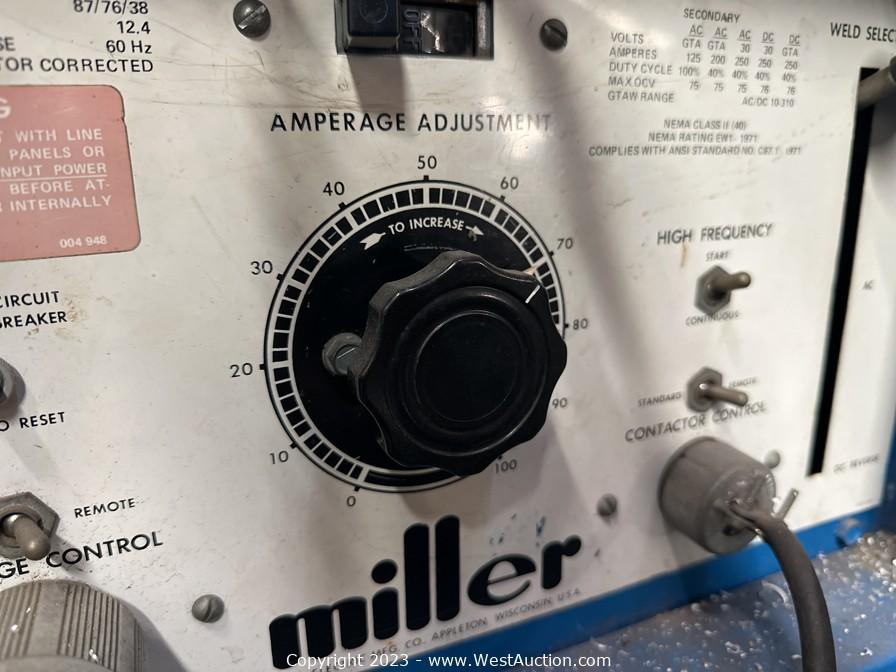 87/76/38
12.4
60 Hz
TOR CORRECTED
OFF
SECONDARY
AC AC AC DC DC
VOLTS GTA GTA 30 30 GTA
AMPERES 125 200 250 250 250
DUTY CYCLE 100% 40% 40% 40% 40%
MAX OCV 75 75 75 76 76
GTAW RANGE AC/DC 10-310
NEMA CLASS II (40)
NEMA RATING EW1- 1971
COMPLIES WITH ANSI STANDARD NO. C87.1- 1971
WELD SELECT
G
T WITH LINE
PANELS OR
INPUT POWER
BEFORE AT-
INTERNALLY
004 948
AMPERAGE ADJUSTMENT
TO INCREASE
0
10
20
30
40
50
60
70
80
90
100
HIGH FREQUENCY
START
CONTINUOUS
AC
CIRCUIT
BREAKER
O RESET
STANDARD REMOTE
CONTACTOR CONTROL
DC REVERSE
REMOTE
GE CONTROL
miller
MFG. CO., APPLETON, WISCONSIN, U.S.A.
Copyright © 2023 - www.WestAuction.com